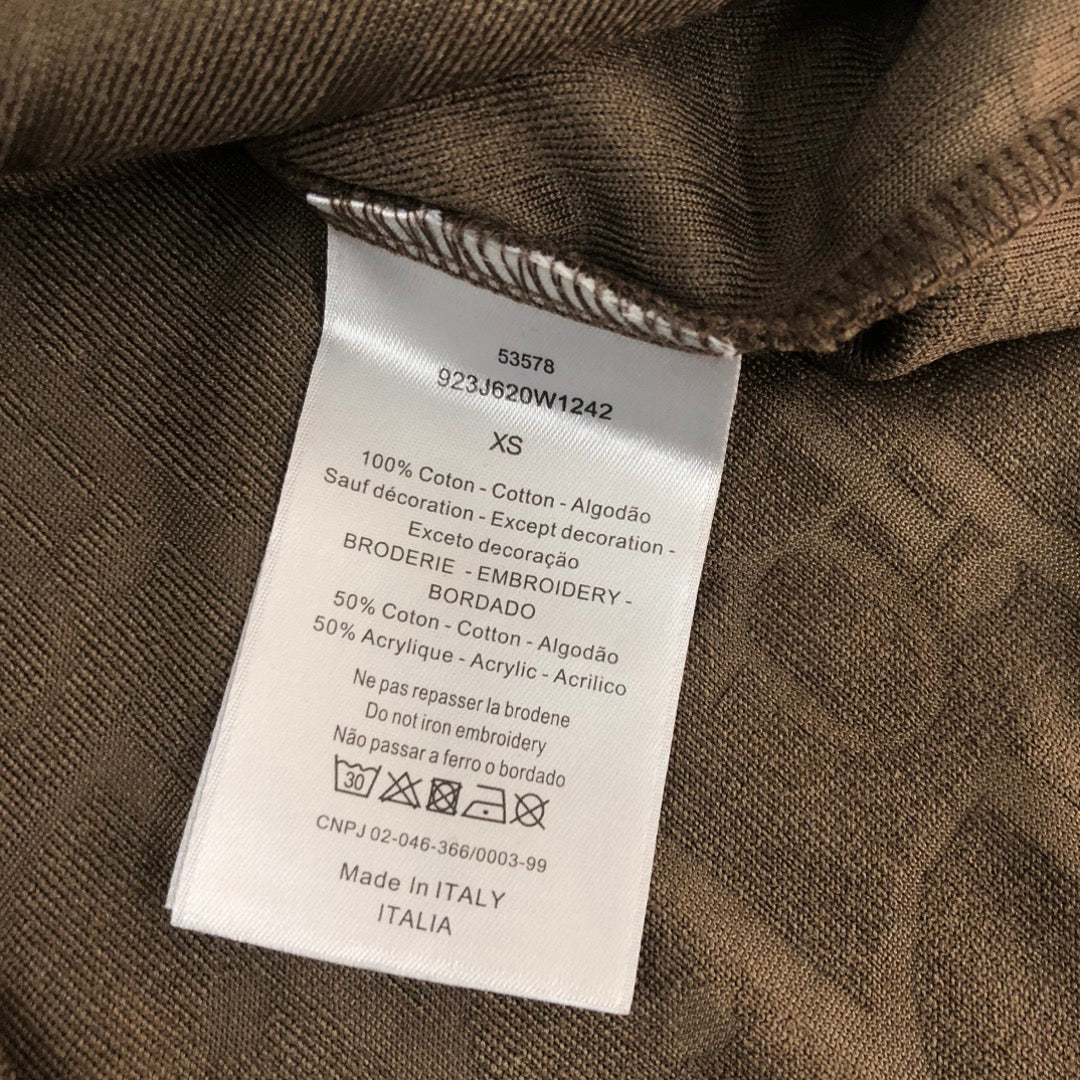 53578
923J620W1242
XS
100% Coton - Cotton - Algodão
Sauf décoration - Except decoration -
Exceto decoração
BRODERIE - EMBROIDERY -
BORDADO
50% Coton - Cotton - Algodão
50% Acrylique - Acrylic - Acrilico
Ne pas repasser la brodene
Do not iron embroidery
Não passar a ferro o bordado
30
CNPJ 02-046-366/0003-99
Made In ITALY
ITALIA